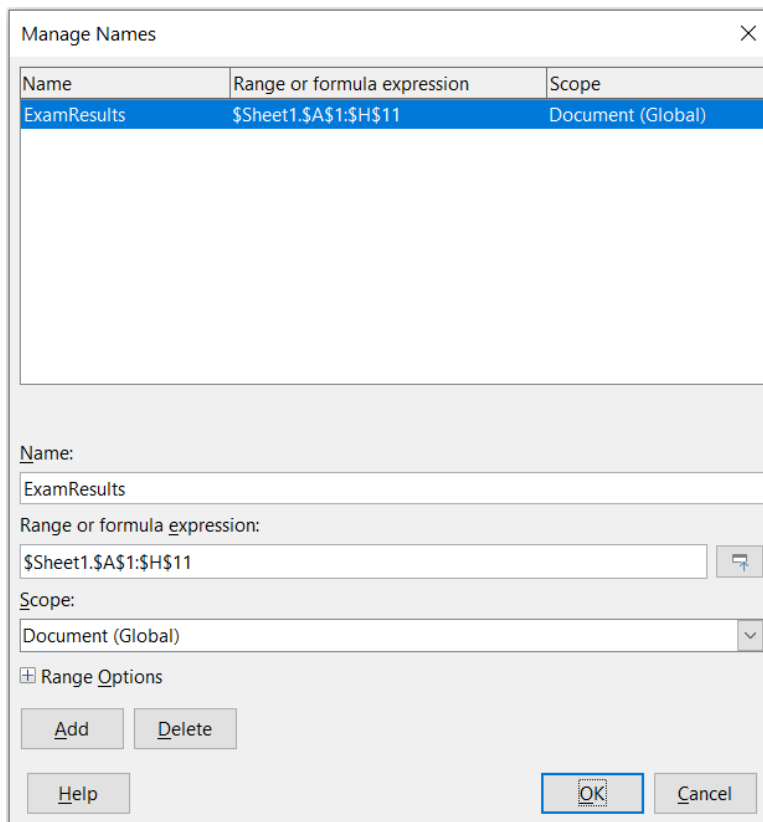 Manage Names
Name Range or formula expression Scope
ExamResults $Sheet1.$A$1:$H$11 Document (Global)
Name:
ExamResults
Range or formula expression:
$Sheet1.$A$1:$H$11
Scope:
Document (Global)
Range Options
Add Delete
Help OK Cancel